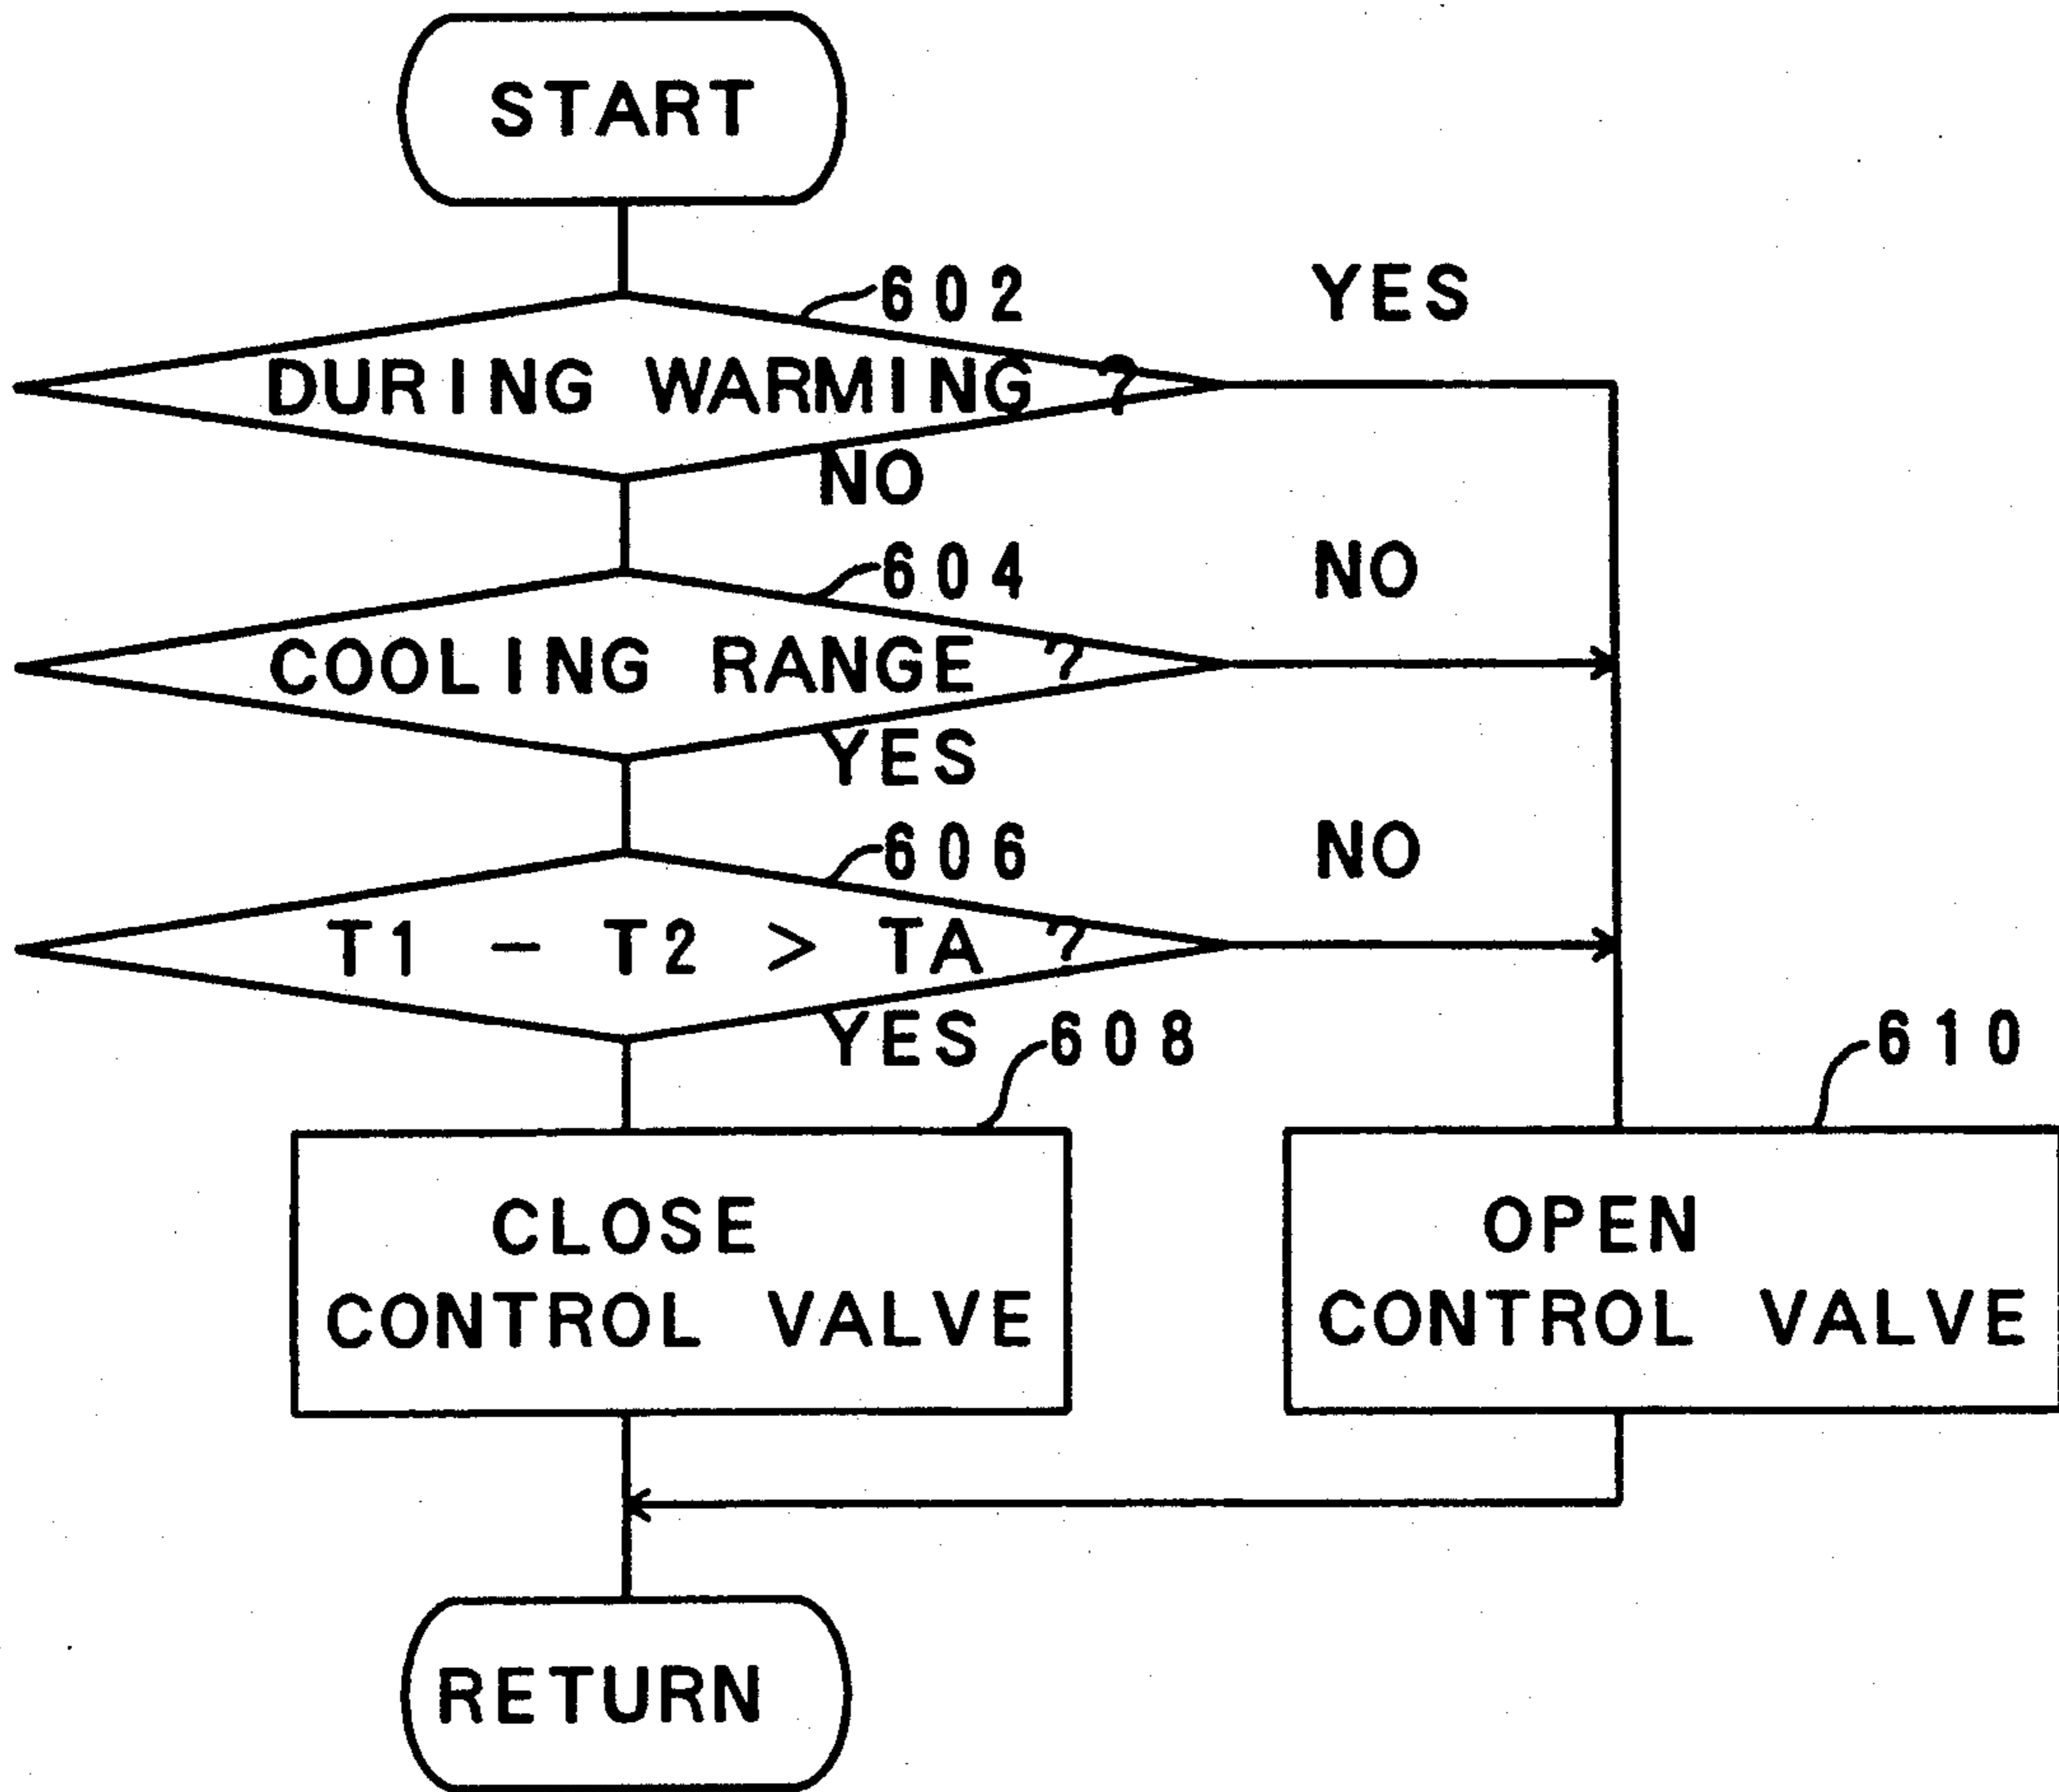 START
602
YES
DURING WARMING ?
NO
604
NO
COOLING RANGE ?
YES
606
NO
T1 - T2 > TA ?
YES
608
610
CLOSE
CONTROL VALVE
OPEN
CONTROL VALVE
RETURN